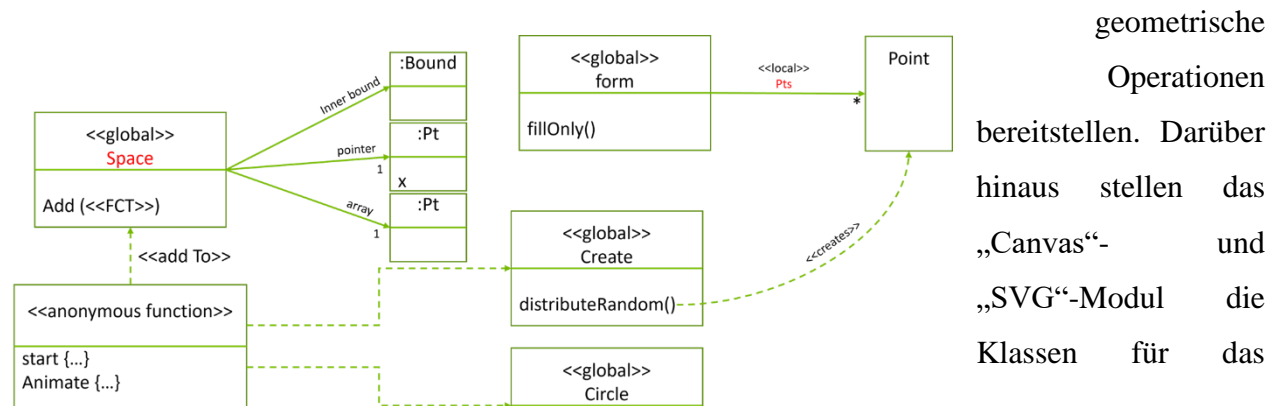 :Bound
Inner bound
<<global>>
Space
Add (<<FCT>>)
pointer
1
:Pt
x
array
1
:Pt
<<add To>>
<<anonymous function>>
start {...}
Animate {...}
<<global>>
form
fillOnly()
<<local>>
Pts
*
Point
<<global>>
Create
distributeRandom()
<<creates>>
<<global>>
Circle
geometrische
Operationen
bereitstellen. Darüber
hinaus stellen das
„Canvas“- und
„SVG“-Modul die
Klassen für das